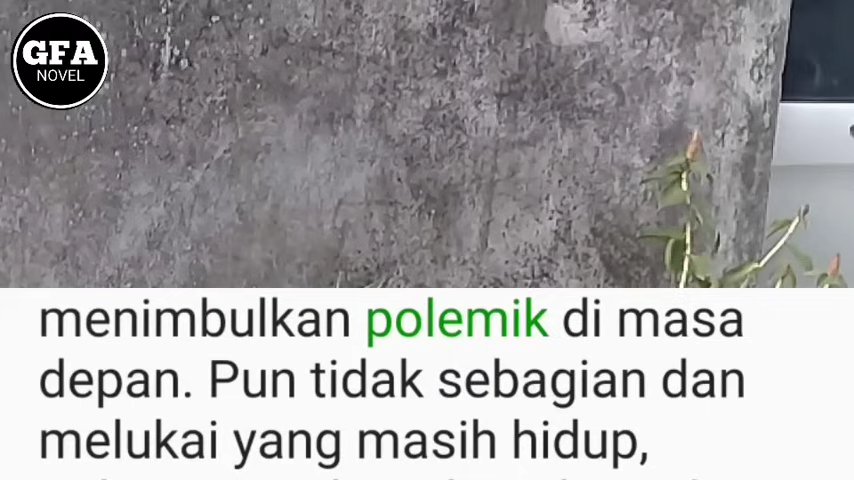 GFA
NOVEL
menimbulkan polemik di masa
depan. Pun tidak sebagian dan
melukai yang masih hidup,